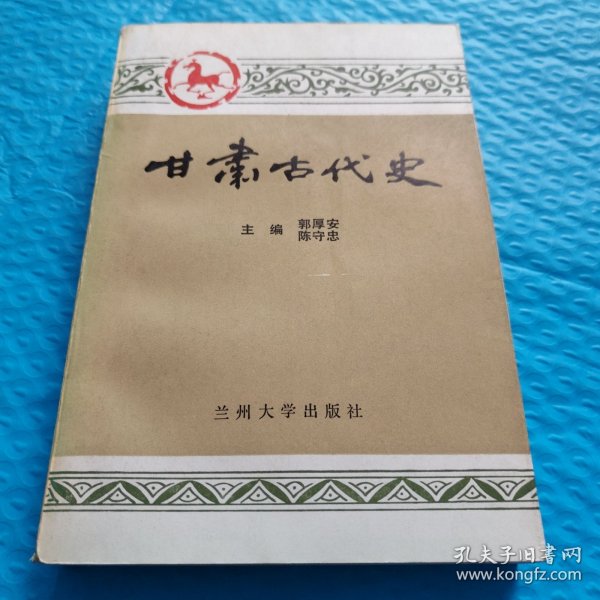 甘肃古代史
主编 郭厚安
陈守忠
兰州大学出版社
孔夫子旧书网
www.kongfz.com